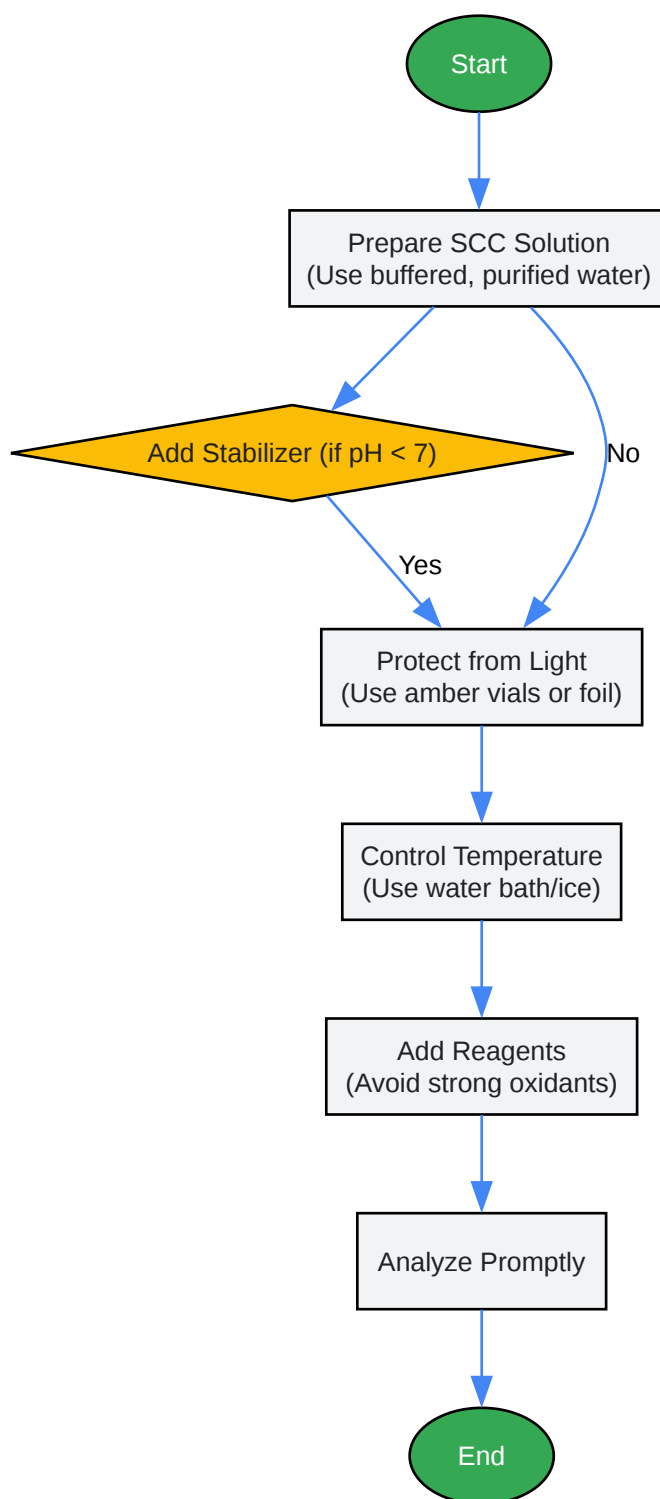 Start
Prepare SCC Solution
(Use buffered, purified water)
Add Stabilizer (if pH < 7)
No
Yes
Protect from Light
(Use amber vials or foil)
Control Temperature
(Use water bath/ice)
Add Reagents
(Avoid strong oxidants)
Analyze Promptly
End